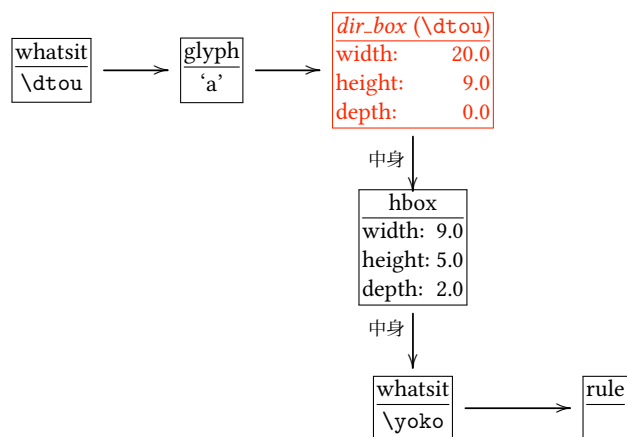 whatsit
\dtou
glyph
‘a’
dir_box (\dtou)
width: 20.0
height: 9.0
depth: 0.0
中身
hbox
width: 9.0
height: 5.0
depth: 2.0
中身
whatsit
\yoko
rule